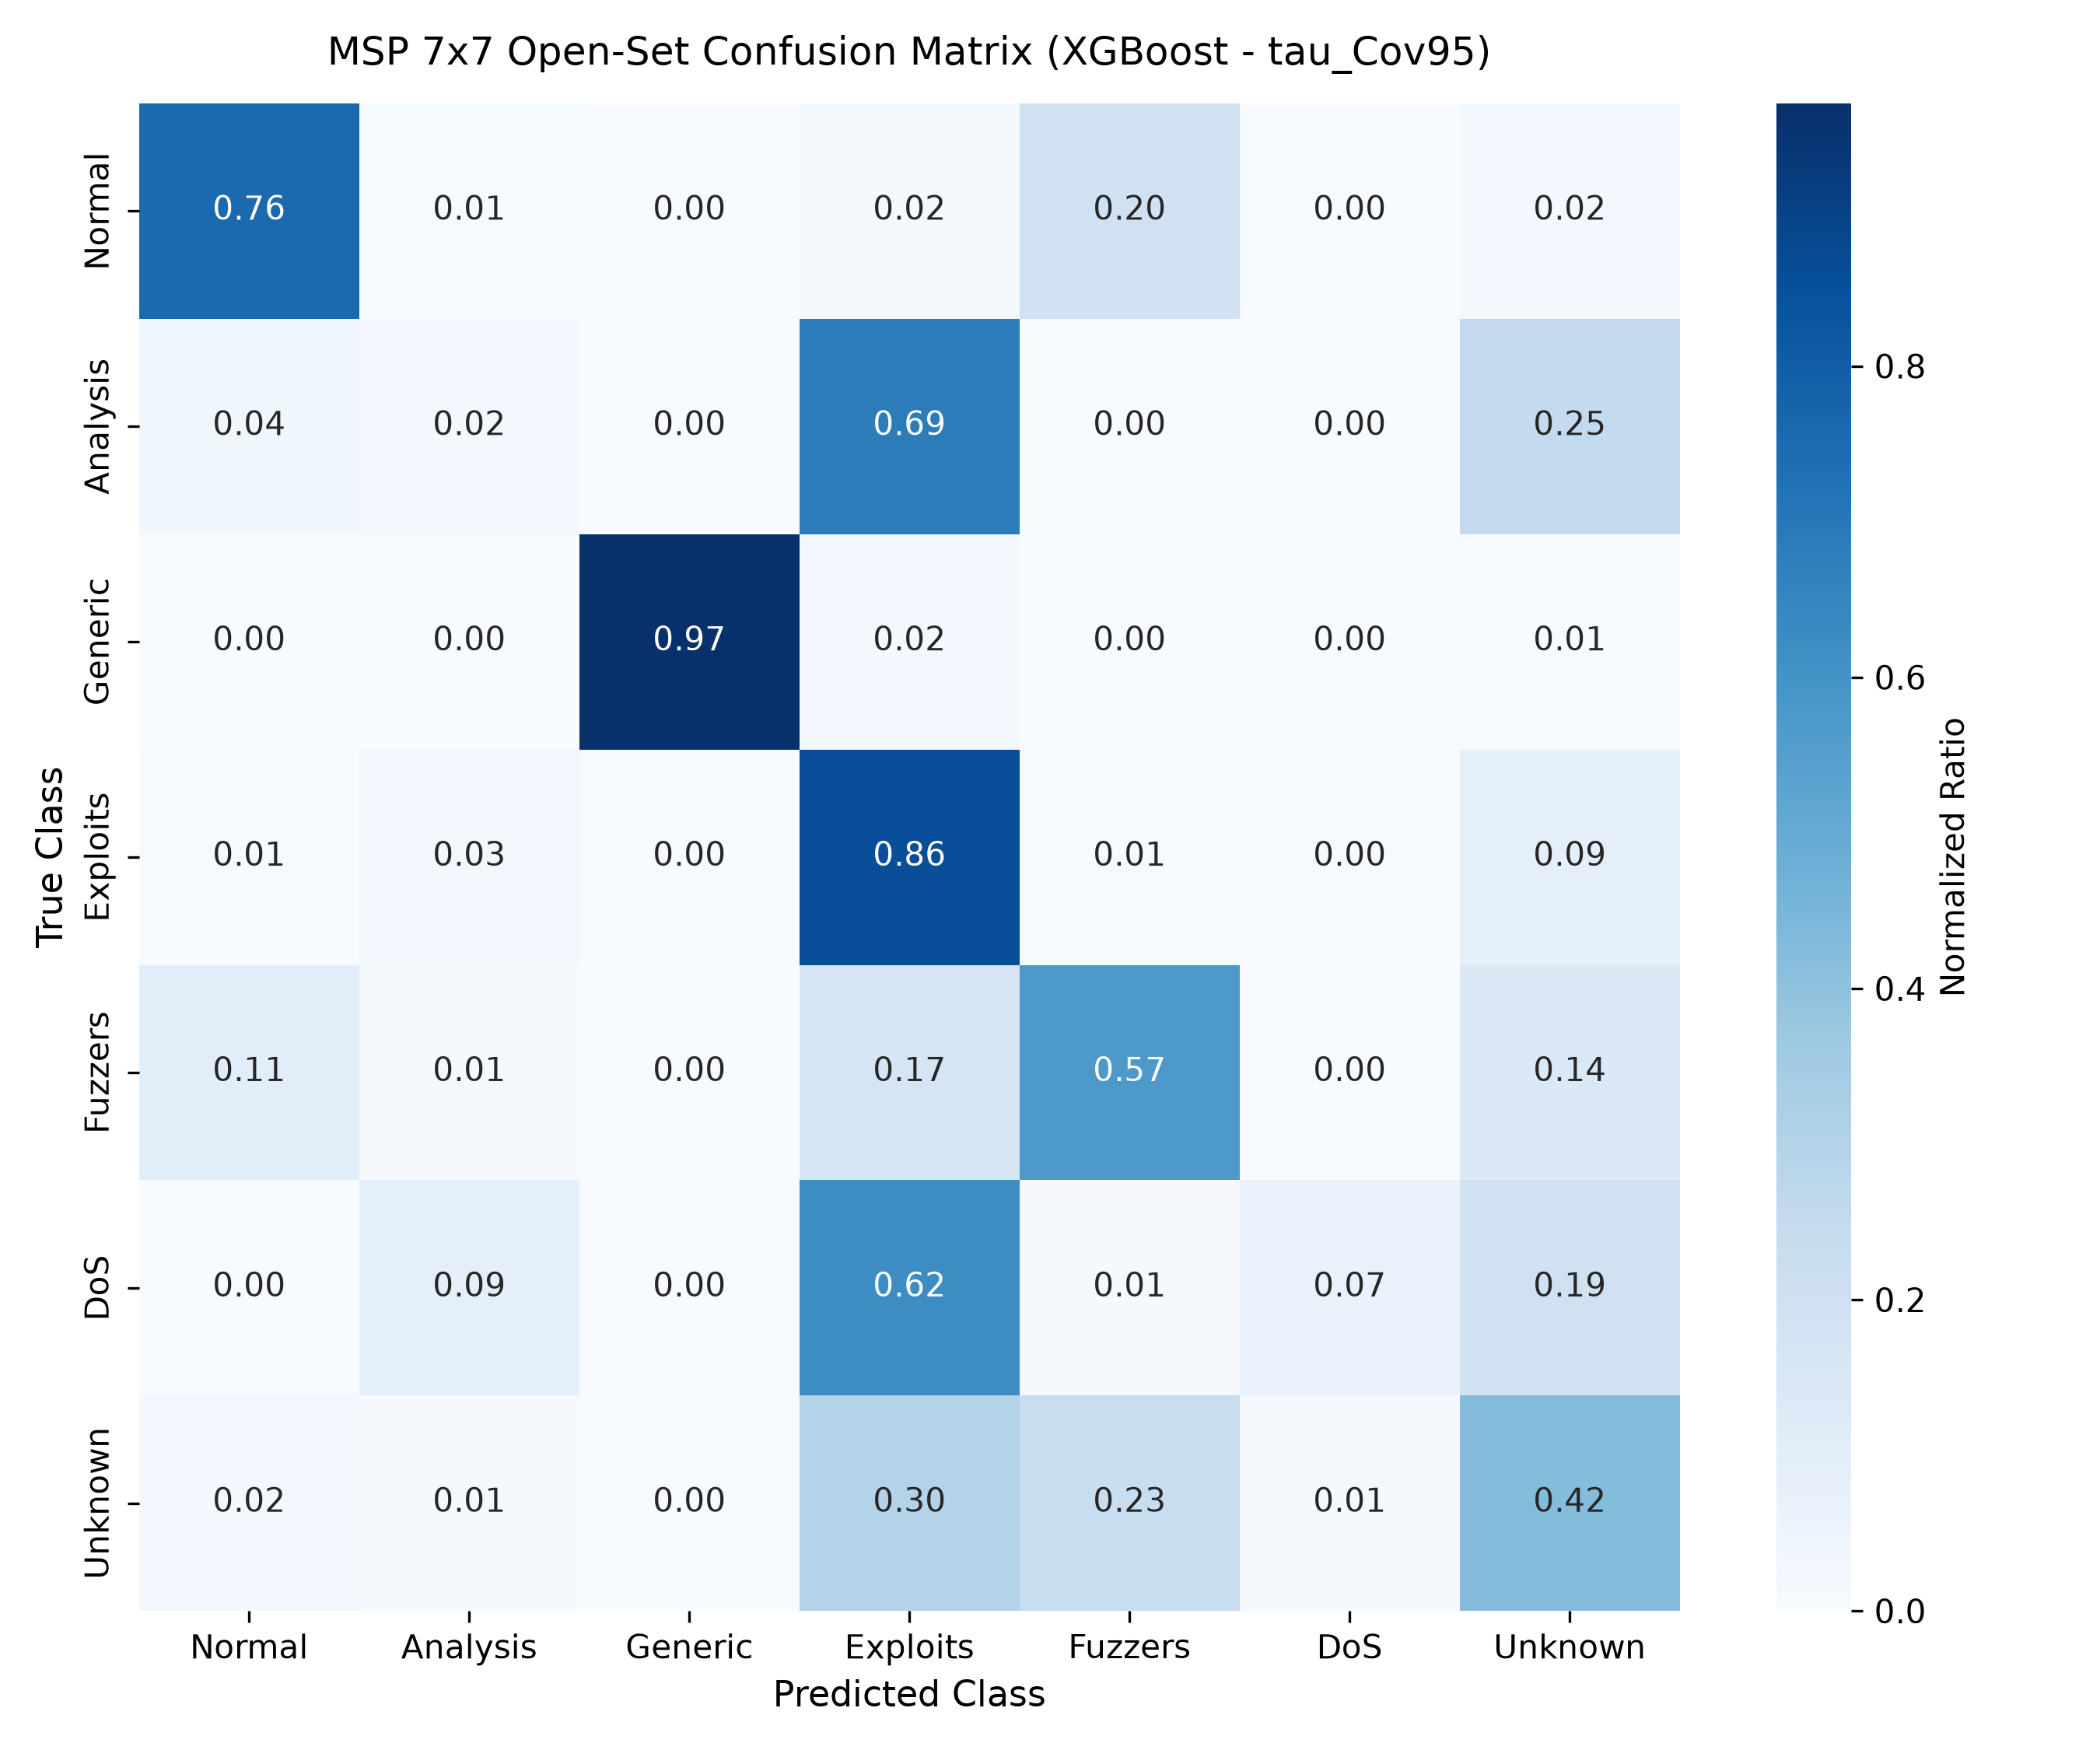 MSP 7x7 Open-Set Confusion Matrix (XGBoost - tau_Cov95)
True Class
Normal 0.76 0.01 0.00 0.02 0.20 0.00 0.02
Analysis 0.04 0.02 0.00 0.69 0.00 0.00 0.25
Generic 0.00 0.00 0.97 0.02 0.00 0.00 0.01
Exploits 0.01 0.03 0.00 0.86 0.01 0.00 0.09
Fuzzers 0.11 0.01 0.00 0.17 0.57 0.00 0.14
DoS 0.00 0.09 0.00 0.62 0.01 0.07 0.19
Unknown 0.02 0.01 0.00 0.30 0.23 0.01 0.42
Normal Analysis Generic Exploits Fuzzers DoS Unknown
Predicted Class
0.8
0.6
0.4
0.2
0.0
Normalized Ratio